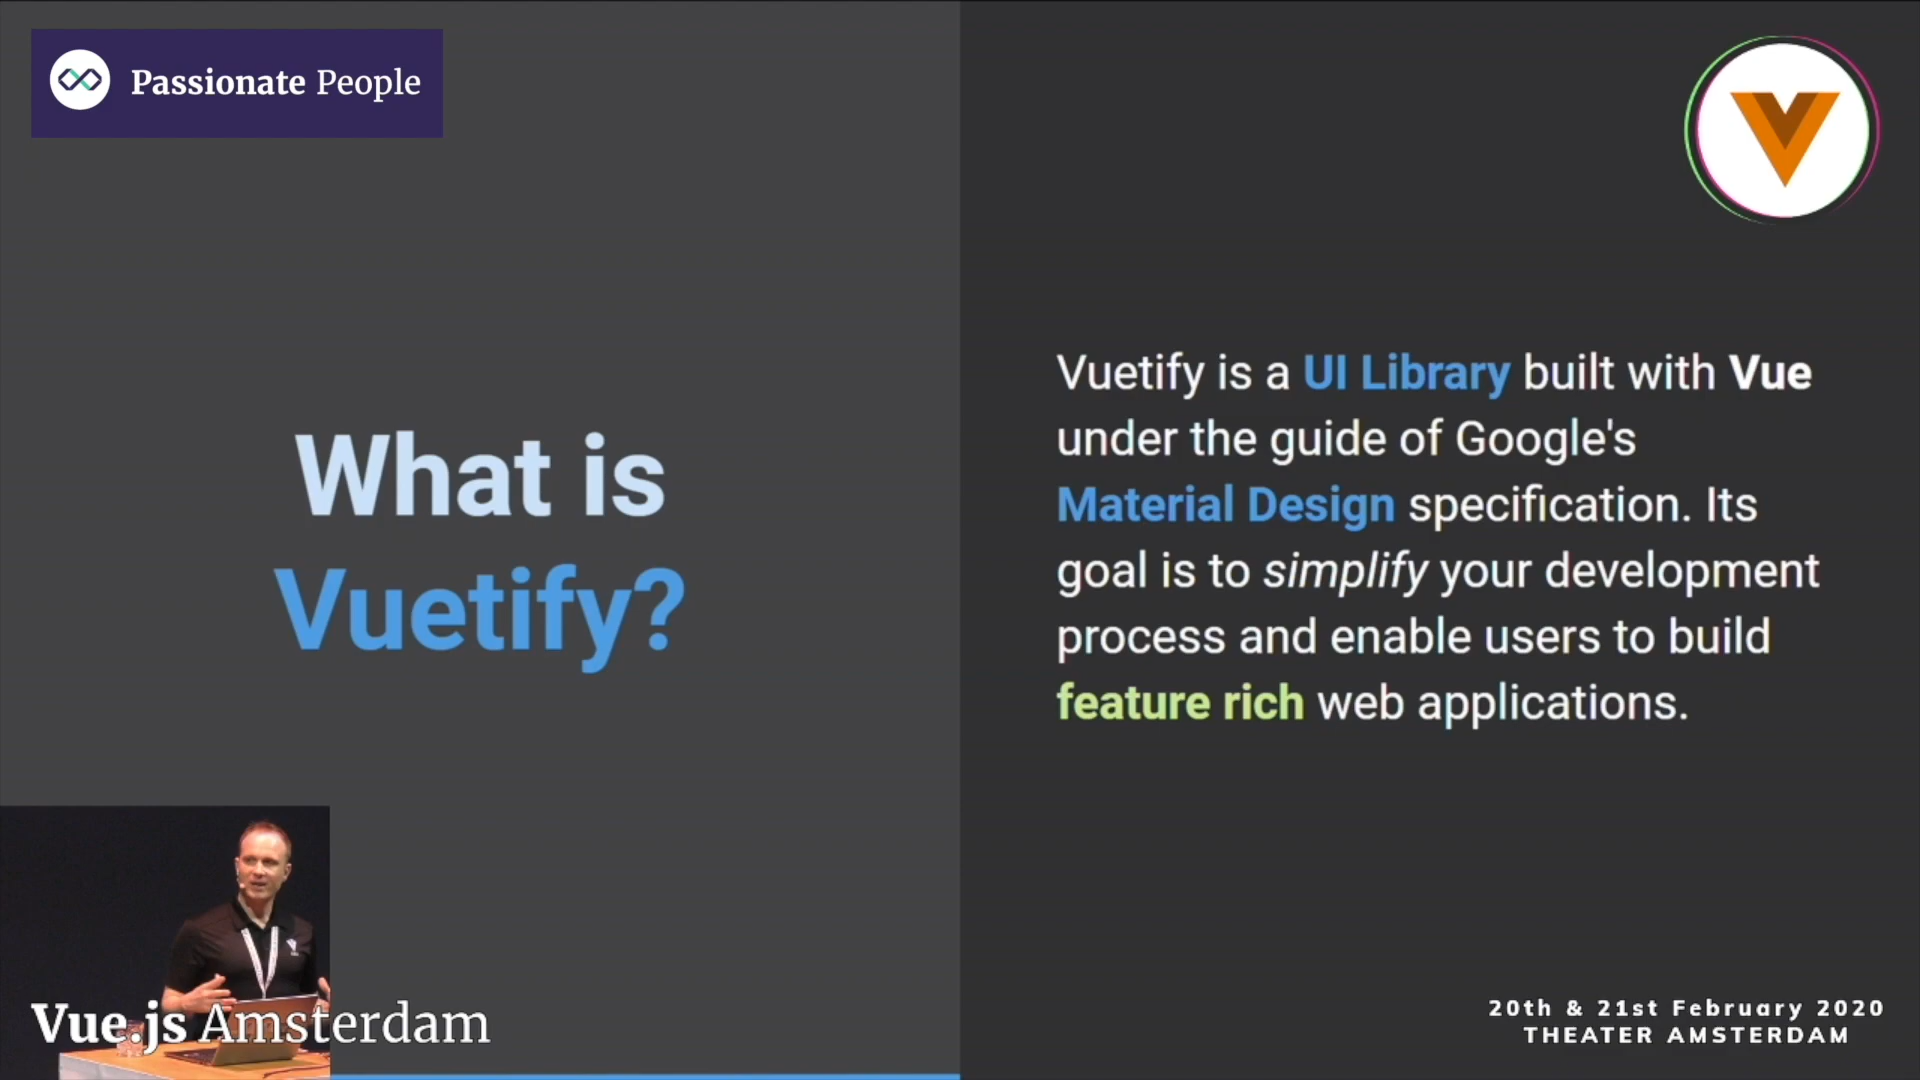 Passionate People
What is
Vuetify?
Vuetify is a UI Library built with Vue
under the guide of Google's
Material Design specification. Its
goal is to simplify your development
process and enable users to build
feature rich web applications.
Vue.js Amsterdam
20th & 21st February 2020
THEATER AMSTERDAM